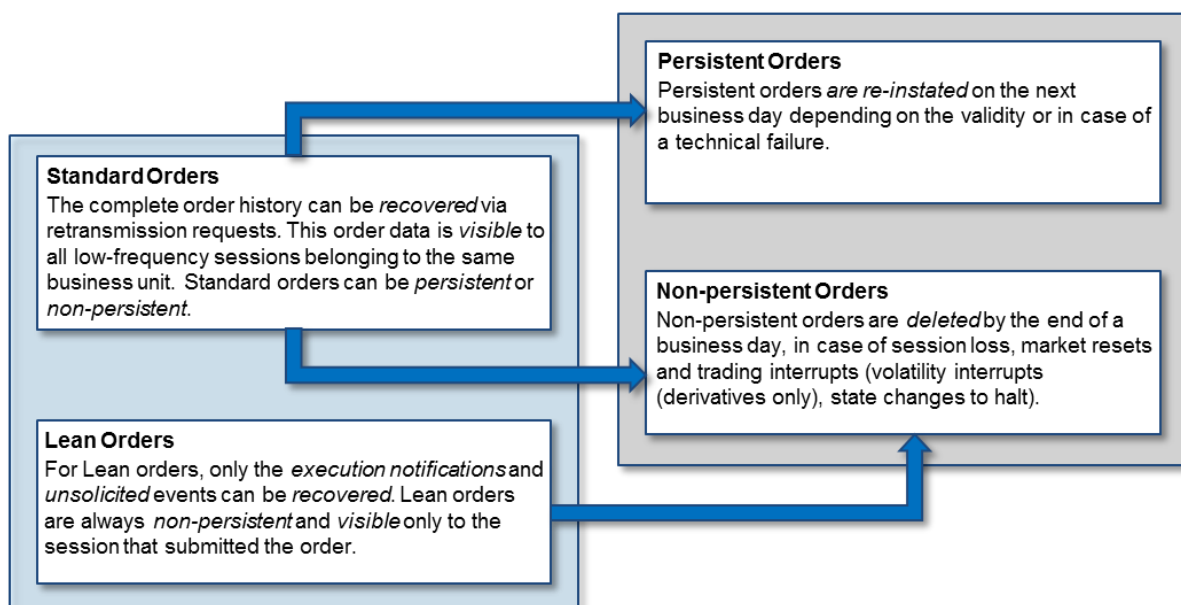 Persistent Orders
Persistent orders are re-instated on the next
business day depending on the validity or in case of
a technical failure.
Standard Orders
The complete order history can be recovered via
retransmission requests. This order data is visible to
all low-frequency sessions belonging to the same
business unit. Standard orders can be persistent or
non-persistent.
Non-persistent Orders
Non-persistent orders are deleted by the end of a
business day, in case of session loss, market resets
and trading interrupts (volatility interrupts
(derivatives only), state changes to halt).
Lean Orders
For Lean orders, only the execution notifications and
unsolicited events can be recovered. Lean orders
are always non-persistent and visible only to the
session that submitted the order.